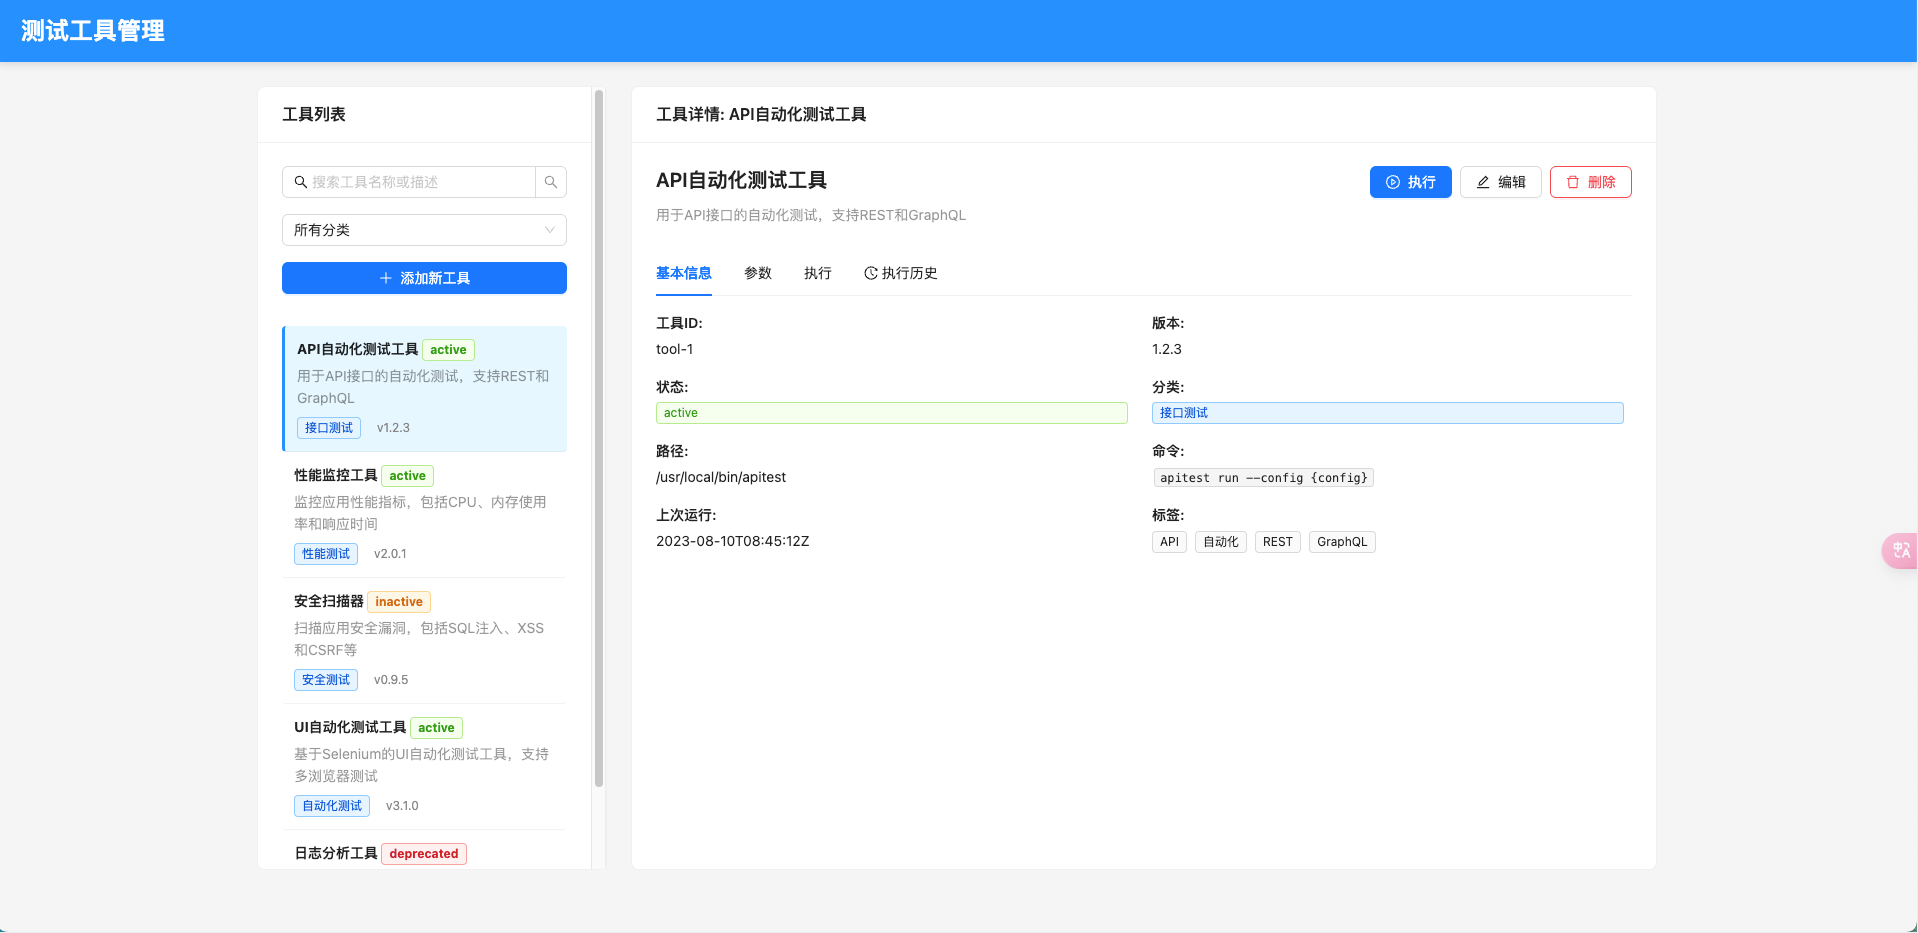 测试工具管理
工具列表
搜索工具名称或描述
所有分类
添加新工具
API自动化测试工具 active
用于API接口的自动化测试，支持REST和
GraphQL
接口测试 v1.2.3
性能监控工具 active
监控应用性能指标，包括CPU、内存使用
率和响应时间
性能测试 v2.0.1
安全扫描器 inactive
扫描应用安全漏洞，包括SQL注入、XSS
和CSRF等
安全测试 v0.9.5
UI自动化测试工具 active
基于Selenium的UI自动化测试工具，支持
多浏览器测试
自动化测试 v3.1.0
日志分析工具 deprecated
工具详情: API自动化测试工具
API自动化测试工具
执行 编辑 删除
用于API接口的自动化测试，支持REST和GraphQL
基本信息 参数 执行 执行历史
工具ID:
tool-1
版本:
1.2.3
状态:
active
分类:
接口测试
路径:
/usr/local/bin/apitest
命令:
apitest run --config {config}
上次运行:
2023-08-10T08:45:12Z
标签:
API 自动化 REST GraphQL
中 A